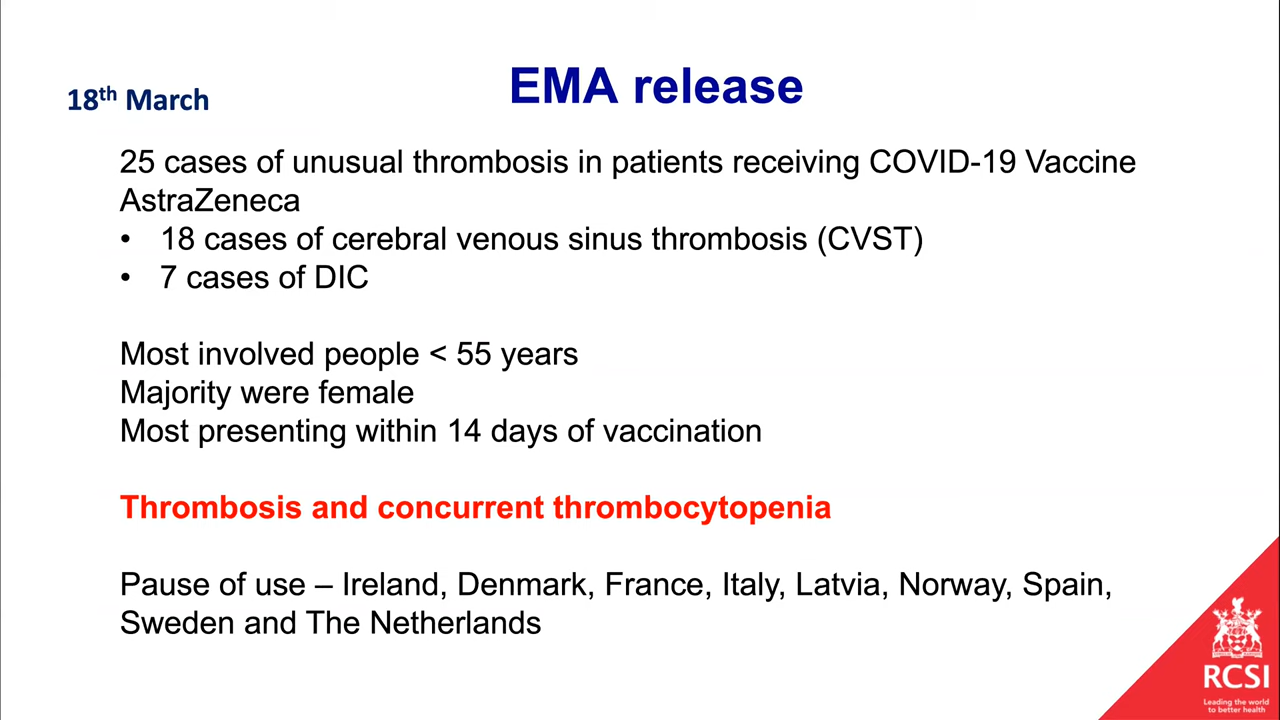 18th March
EMA release
25 cases of unusual thrombosis in patients receiving COVID-19 Vaccine
AstraZeneca
• 18 cases of cerebral venous sinus thrombosis (CVST)
• 7 cases of DIC
Most involved people < 55 years
Majority were female
Most presenting within 14 days of vaccination
Thrombosis and concurrent thrombocytopenia
Pause of use – Ireland, Denmark, France, Italy, Latvia, Norway, Spain,
Sweden and The Netherlands
RCSI
Leading the world
to better health